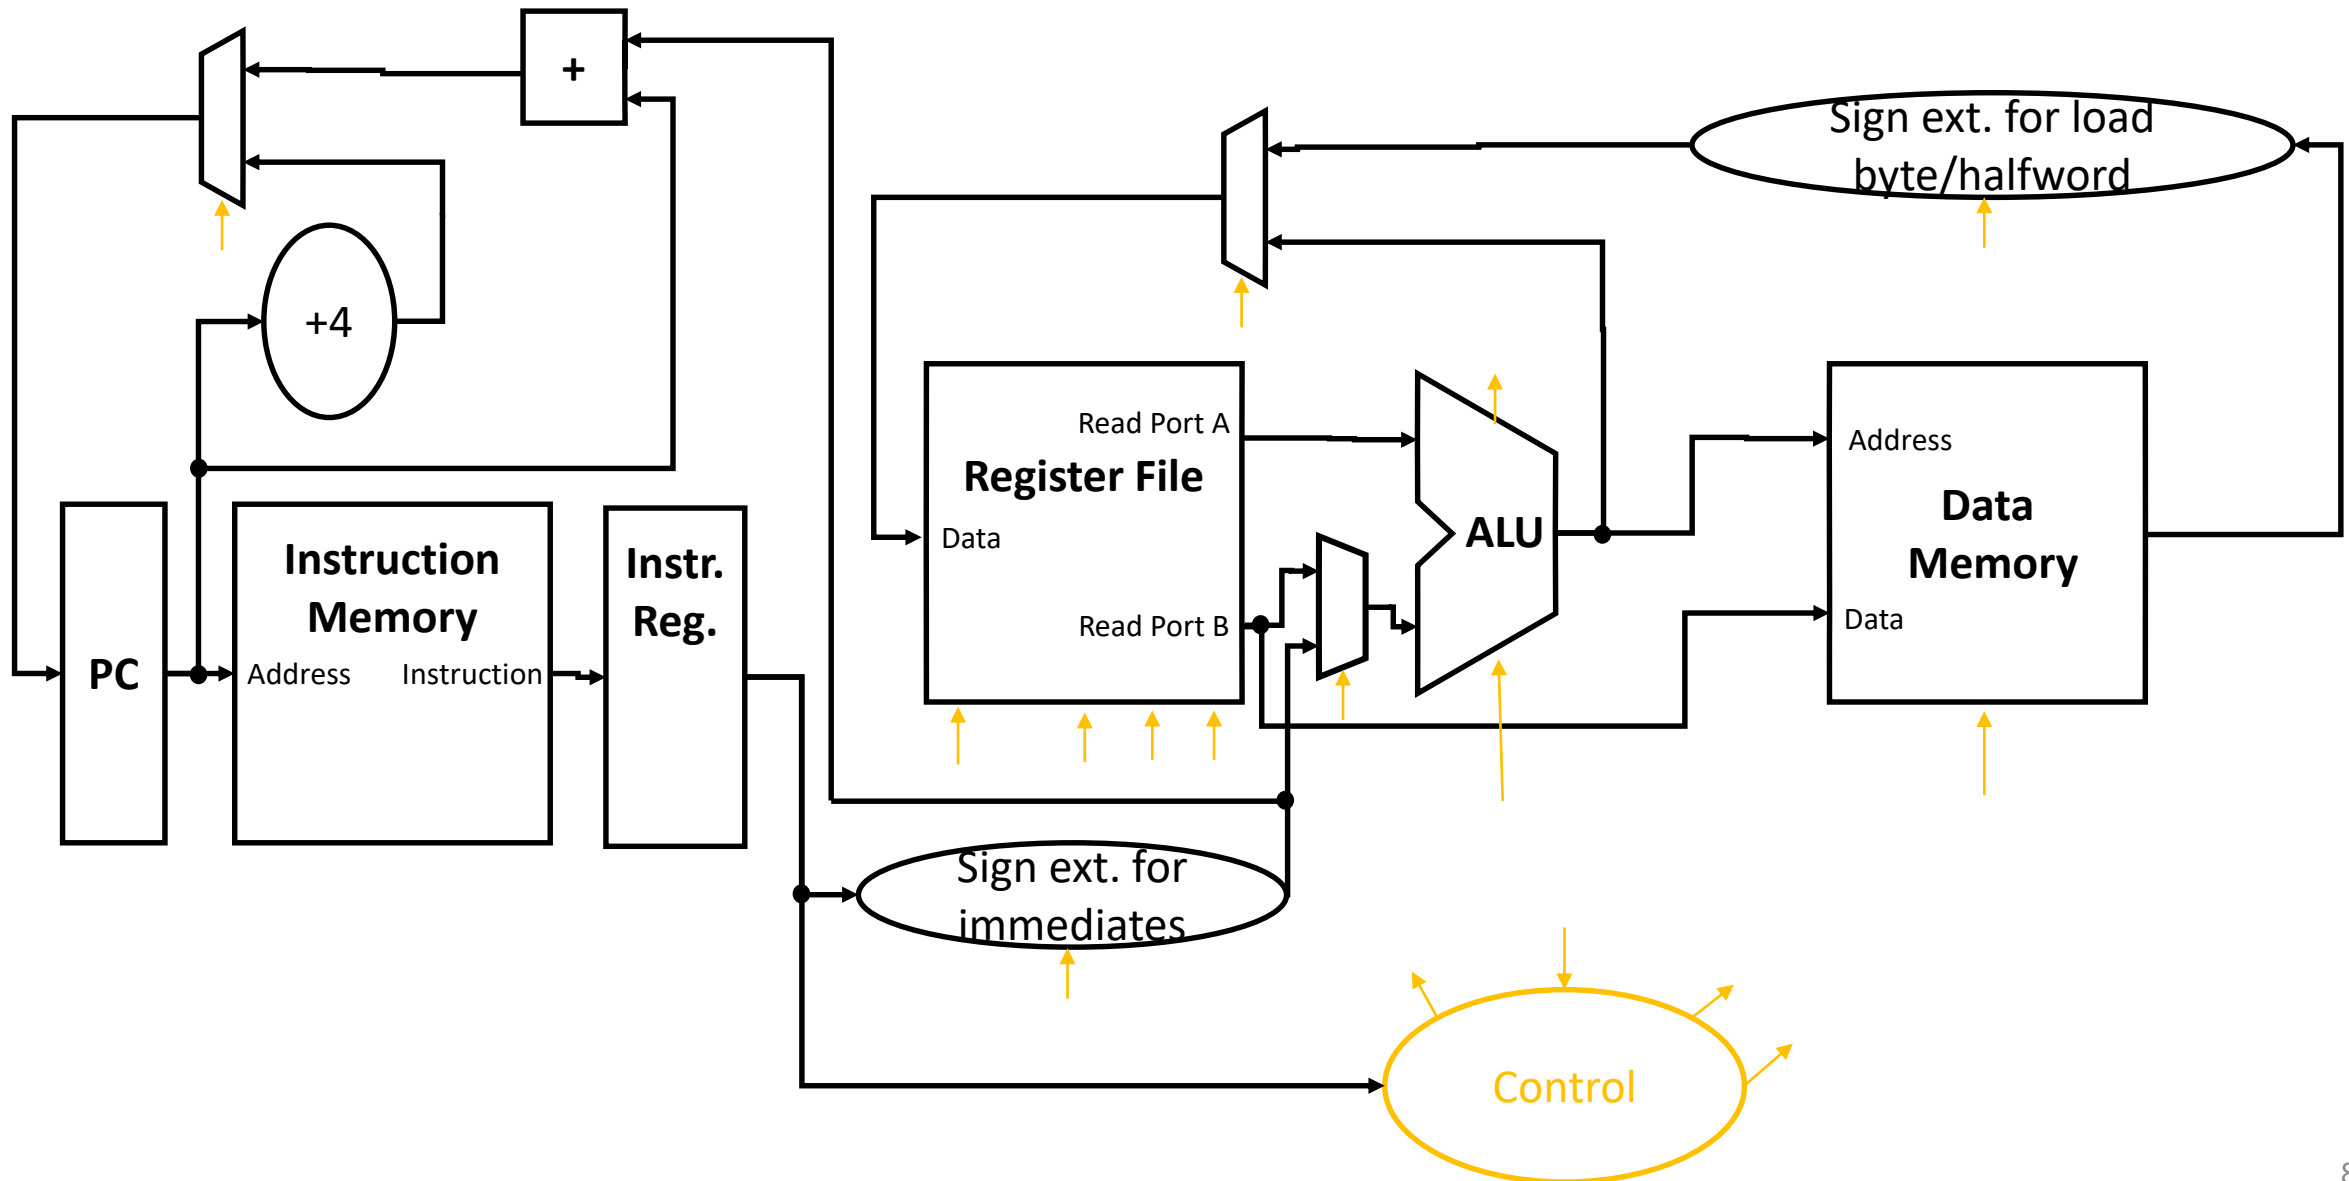 +
Sign ext. for load
byte/halfword
+4
Read Port A
Register File
Data
Read Port B
ALU
Address
Data
Memory
Data
PC
Instruction
Memory
Address Instruction
Instr.
Reg.
Sign ext. for
immediates
Control